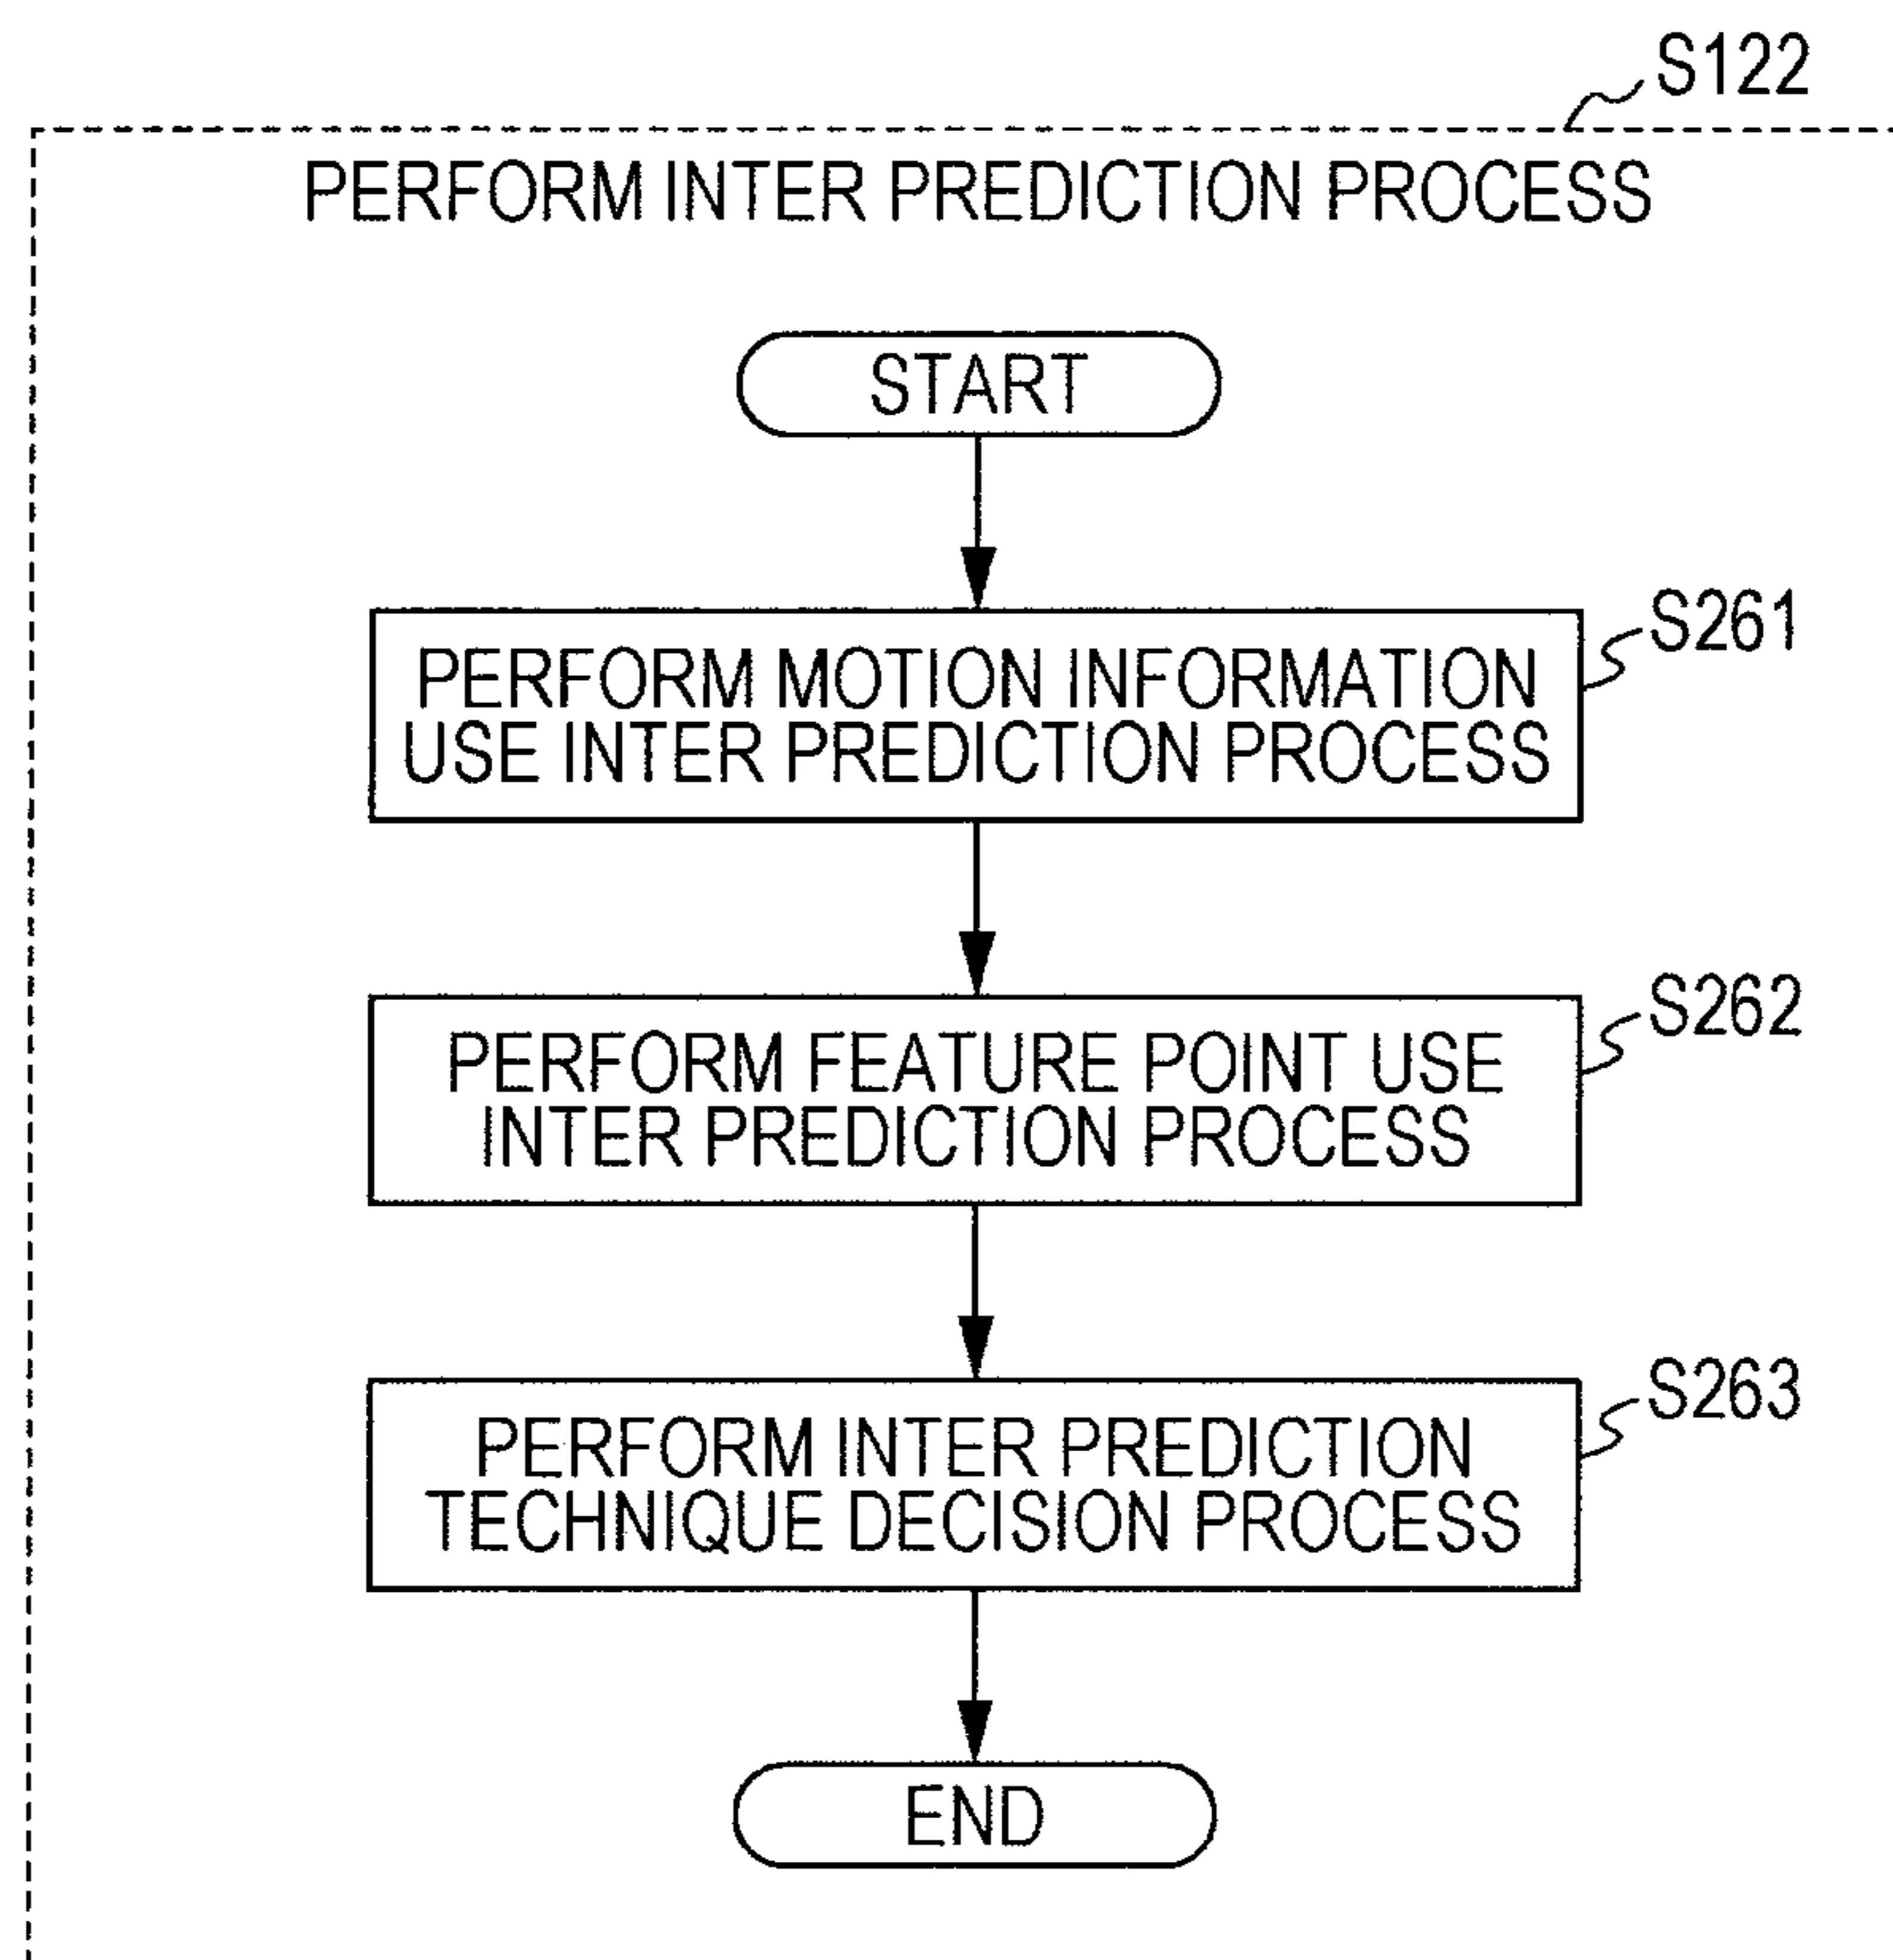 S122
PERFORM INTER PREDICTION PROCESS
START
S261
PERFORM MOTION INFORMATION
USE INTER PREDICTION PROCESS
S262
PERFORM FEATURE POINT USE
INTER PREDICTION PROCESS
S263
PERFORM INTER PREDICTION
TECHNIQUE DECISION PROCESS
END